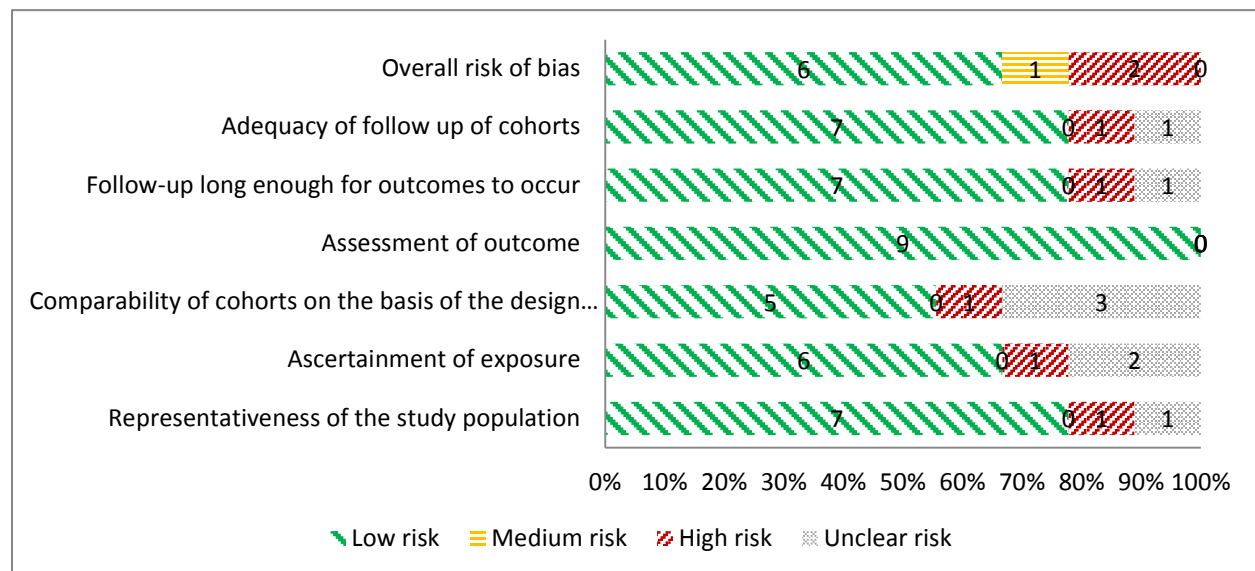 Overall risk of bias 6 1 2 0
Adequacy of follow up of cohorts 7 0 1 1
Follow-up long enough for outcomes to occur 7 0 1 1
Assessment of outcome 9 0
Comparability of cohorts on the basis of the design... 5 0 1 3
Ascertainment of exposure 6 0 1 2
Representativeness of the study population 7 0 1 1
0% 10% 20% 30% 40% 50% 60% 70% 80% 90% 100%
Low risk Medium risk High risk Unclear risk